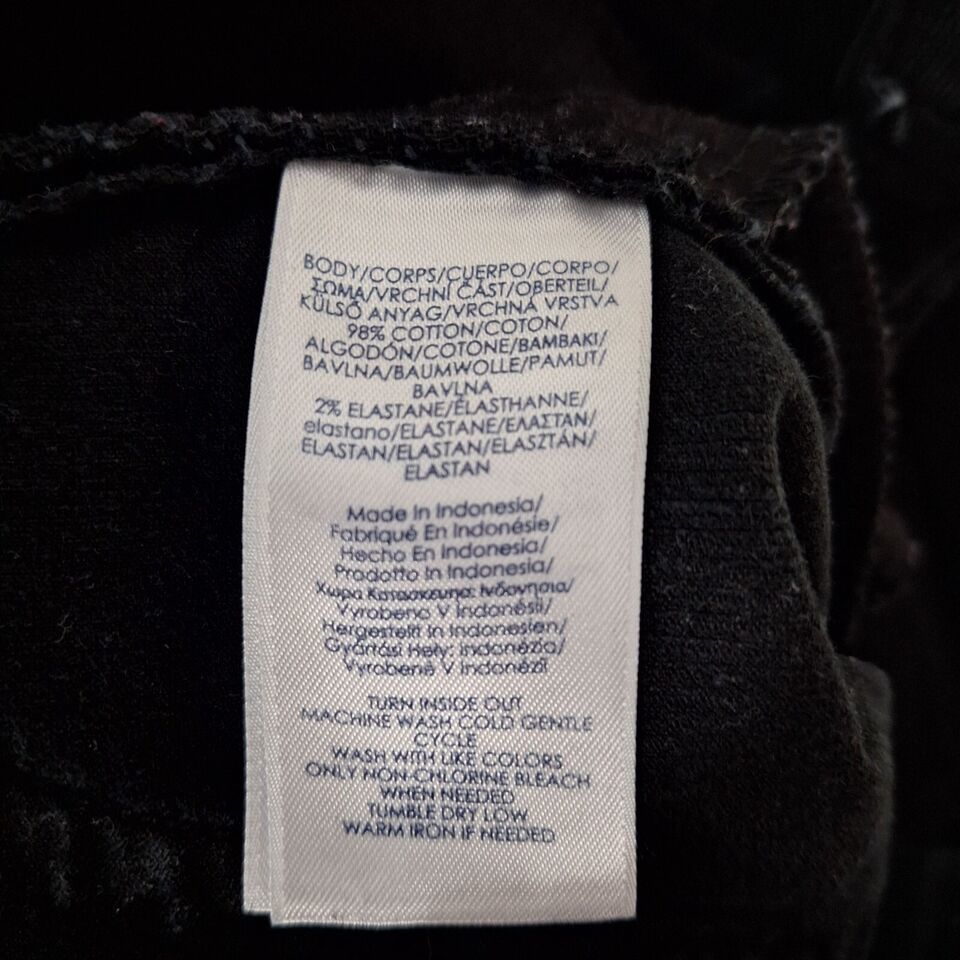 BODY/CORPS/CUERPO/CORPO/
ΣΩΜΑ/VRCHNÍ ČÁST/OBERTEIL/
KÜLSŐ ANYAG/VRCHNÁ VRSTVA
98% COTTON/COTON/
ALGODÓN/COTONE/BAMBAKI/
BAVLNA/BAUMWOLLE/PAMUT/
BAVLNA
2% ELASTANE/ÉLASTHANNE/
elastano/ELASTANE/ΕΛΑΣΤΑΝ/
ELASTAN/ELASTAN/ELASZTÁN/
ELASTAN
Made In Indonesia/
Fabriqué En Indonésie/
Hecho En Indonesia/
Prodotto In Indonesia/
Χωρα Κατασκευησ: Ινδονησια/
Vyrobeno V Indonésii/
Hergestellt In Indonesien/
Gyártási Hely: Indonézia/
Vyrobené V Indonézii
TURN INSIDE OUT
MACHINE WASH COLD GENTLE
CYCLE
WASH WITH LIKE COLORS
ONLY NON-CHLORINE BLEACH
WHEN NEEDED
TUMBLE DRY LOW
WARM IRON IF NEEDED